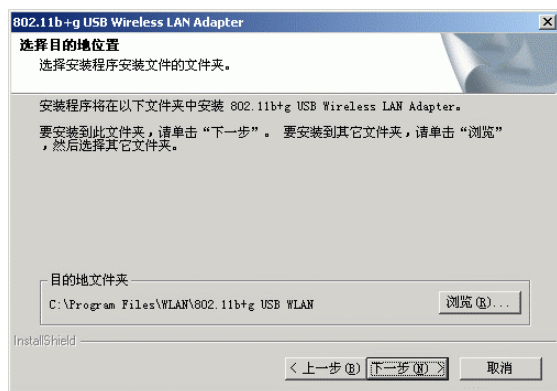 802.11b+g USB Wireless LAN Adapter
选择目的地位置
选择安装程序安装文件的文件夹。
安装程序将在以下文件夹中安装 802.11b+g USB Wireless LAN Adapter。
要安装到此文件夹，请单击“下一步”。 要安装到其它文件夹，请单击“浏览”
，然后选择其它文件夹。
目的地文件夹
C:\Program Files\WLAN\802.11b+g USB WLAN
浏览(R)...
InstallShield
< 上一步(B)
下一步(N) >
取消